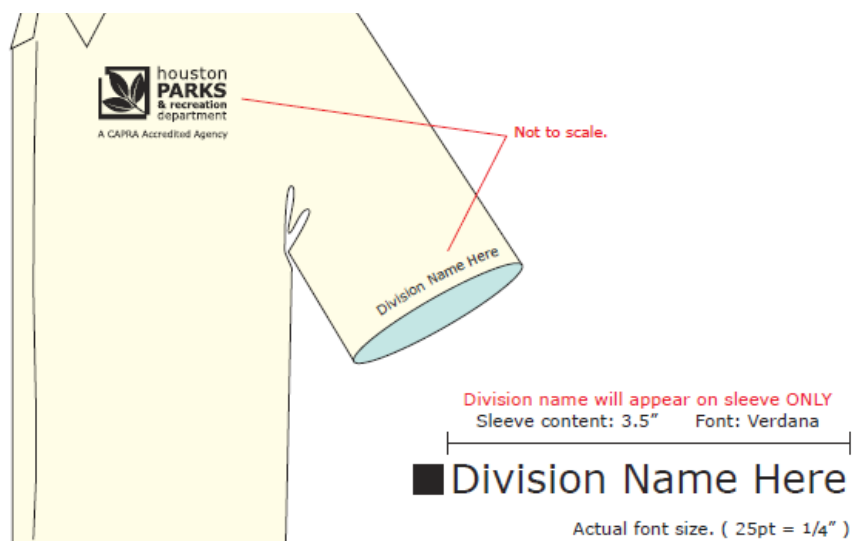 houston
PARKS
& recreation
department
A CAPRA Accredited Agency
Not to scale.
Division Name Here
Division name will appear on sleeve ONLY
Sleeve content: 3.5” Font: Verdana
Division Name Here
Actual font size. ( 25pt = 1/4” )